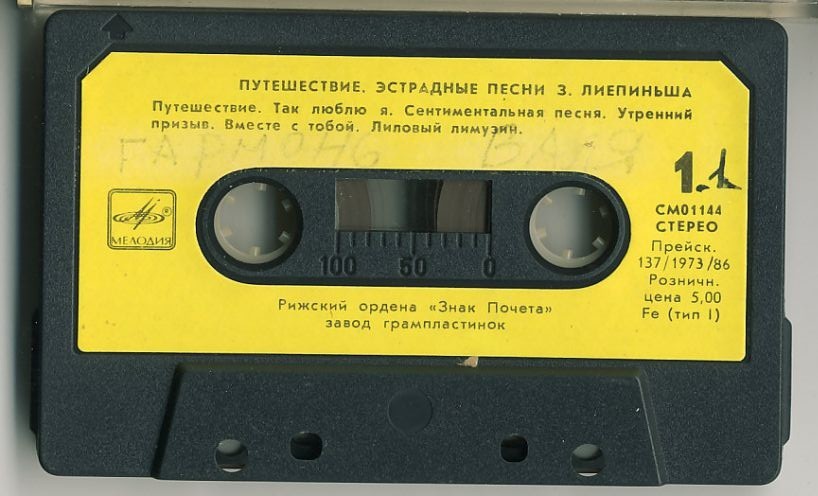 ПУТЕШЕСТВИЕ. ЭСТРАДНЫЕ ПЕСНИ З. ЛИЕПИНЬША
Путешествие. Так люблю я. Сентиментальная песня. Утренний
призыв. Вместе с тобой. Лиловый лимузин.
ГАРМОНЬ ВАЛЯ
1.1
МЕЛОДИЯ
СМ01144
СТЕРЕО
Прейск.
137/1973/86
Розничн.
цена 5,00
Fe (тип I)
100 50 0
Рижский ордена «Знак Почета»
завод грампластинок